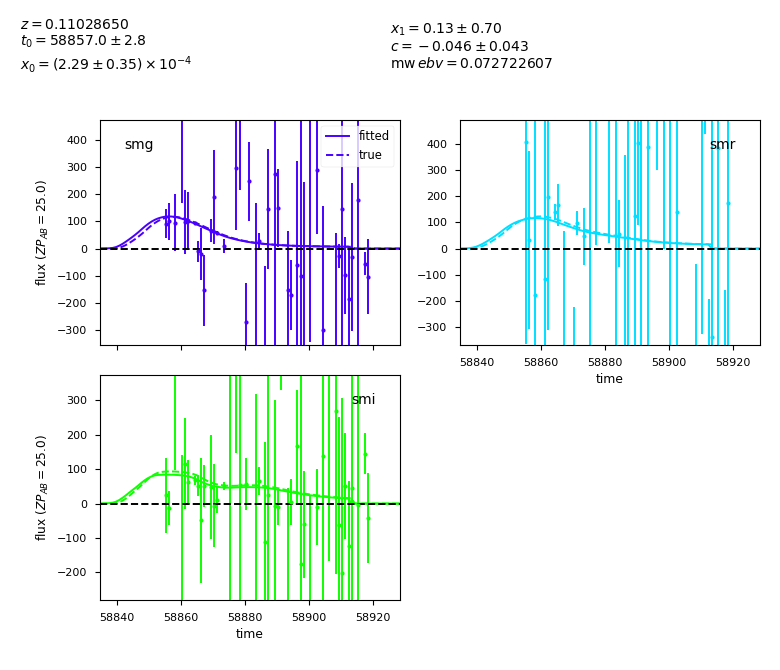 z = 0.11028650
t₀ = 58857.0 ± 2.8
x₀ = (2.29 ± 0.35) × 10⁻⁴
x₁ = 0.13 ± 0.70
c = −0.046 ± 0.043
mw ebv = 0.072722607
smg
fitted
true
400
300
200
100
0
−100
−200
−300
flux (ZP_AB = 25.0)
smr
400
300
200
100
0
−100
−200
−300
58840 58860 58880 58900 58920
time
smi
300
200
100
0
−100
−200
flux (ZP_AB = 25.0)
58840 58860 58880 58900 58920
time